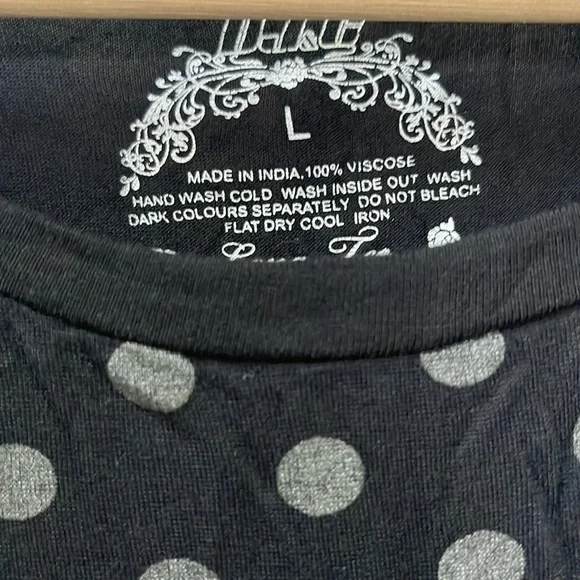 L
MADE IN INDIA. 100% VISCOSE
HAND WASH COLD WASH INSIDE OUT WASH
DARK COLOURS SEPARATELY DO NOT BLEACH
FLAT DRY COOL IRON.